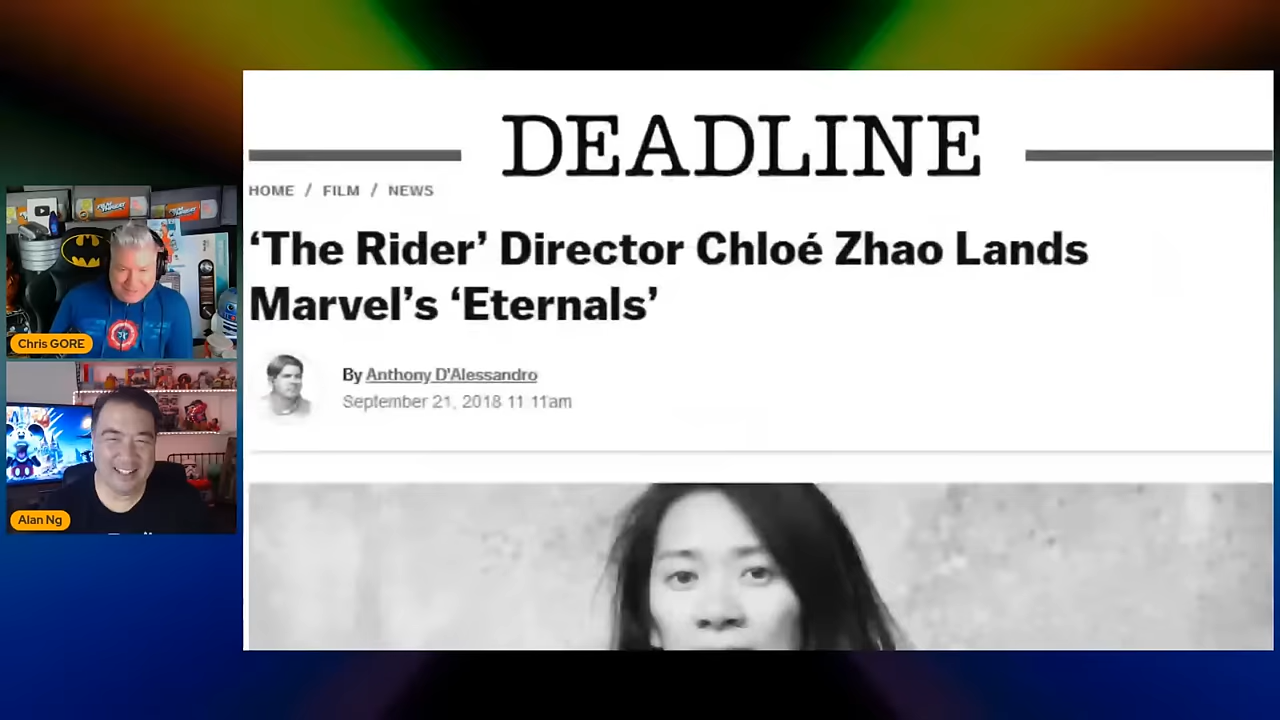 DEADLINE
HOME / FILM / NEWS
‘The Rider’ Director Chloé Zhao Lands
Marvel’s ‘Eternals’
By Anthony D'Alessandro
September 21, 2018 11 11am
Chris GORE
Alan Ng